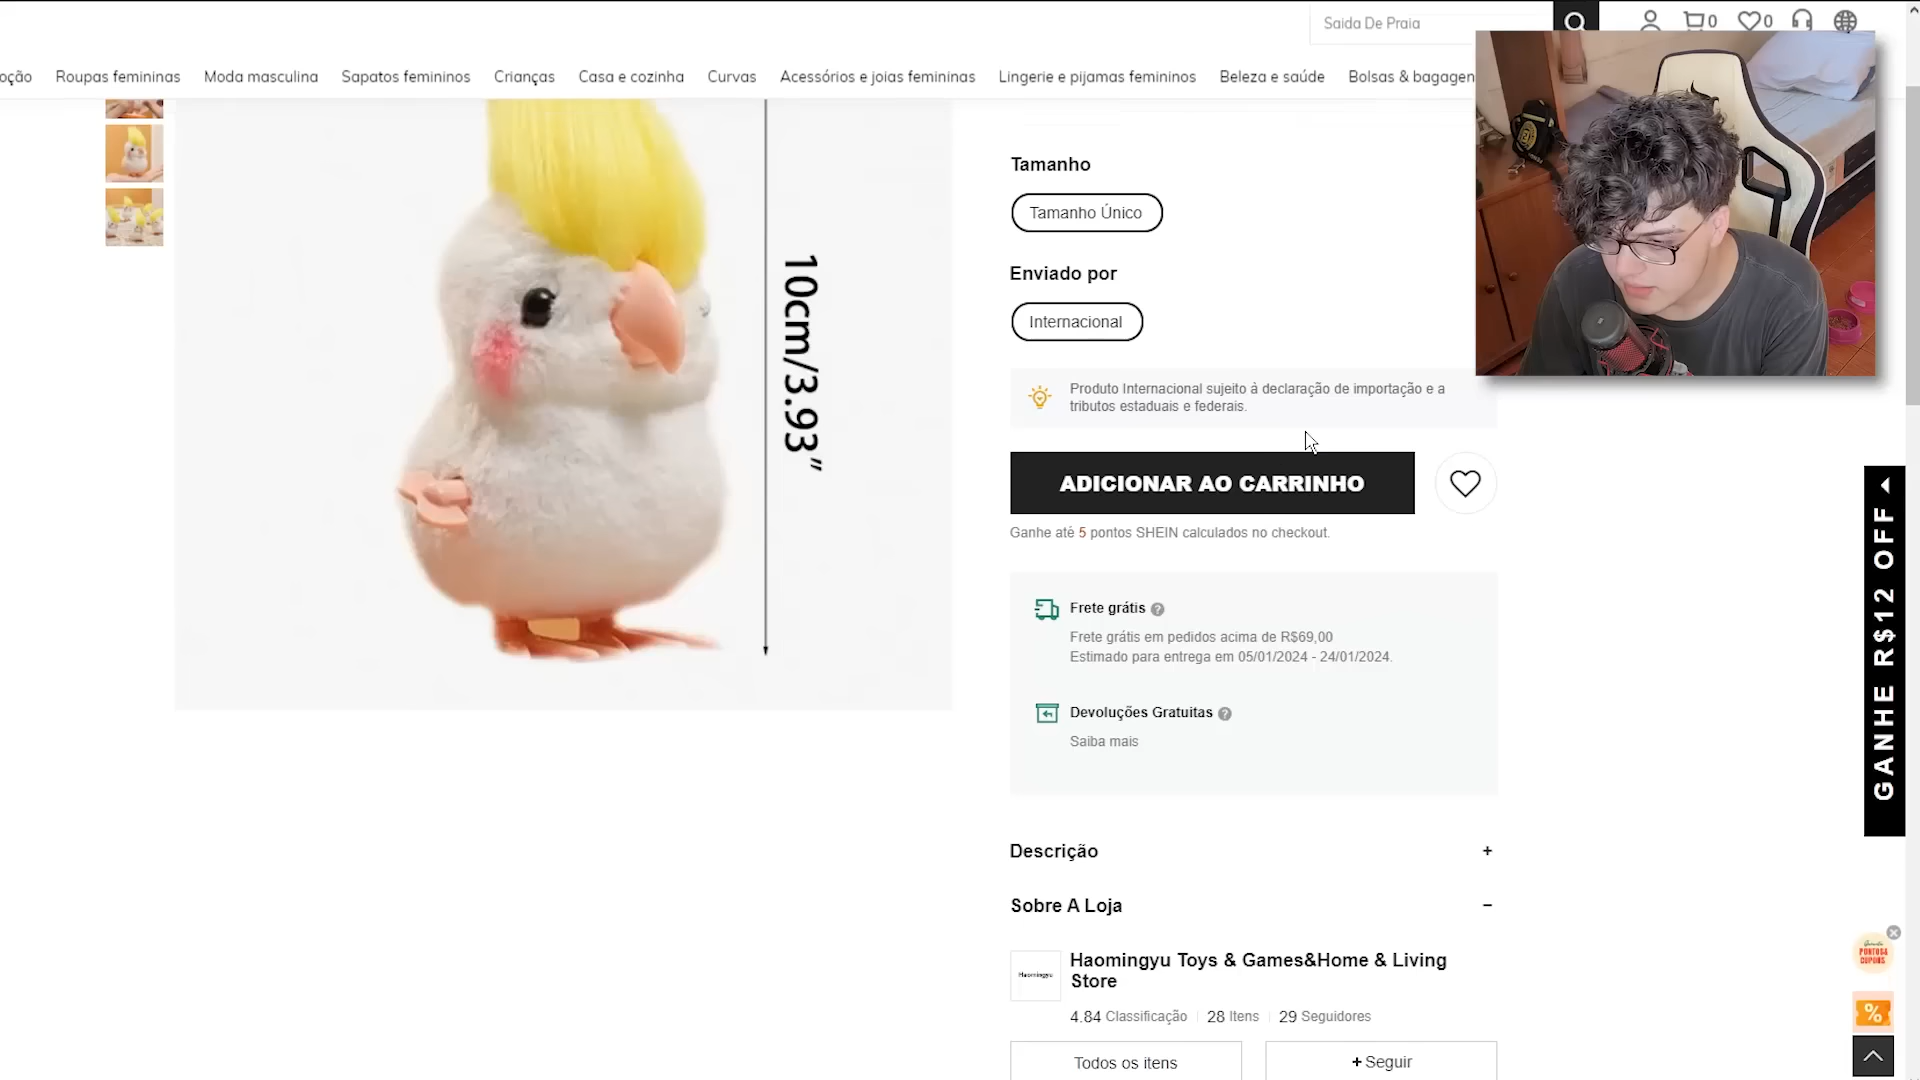 Saida De Praia
0
0
oção
Roupas femininas
Moda masculina
Sapatos femininos
Crianças
Casa e cozinha
Curvas
Acessórios e joias femininas
Lingerie e pijamas femininos
Beleza e saúde
Bolsas & bagagen
10cm/3.93″
Tamanho
Tamanho Único
Enviado por
Internacional
Produto Internacional sujeito à declaração de importação e a
tributos estaduais e federais.
ADICIONAR AO CARRINHO
Ganhe até 5 pontos SHEIN calculados no checkout.
Frete grátis ?
Frete grátis em pedidos acima de R$69,00
Estimado para entrega em 05/01/2024 - 24/01/2024.
Devoluções Gratuitas ?
Saiba mais
GANHE R$12 OFF
Descrição +
Sobre A Loja −
Haomingyu
Haomingyu Toys & Games&Home & Living
Store
4.84 Classificação
28 Itens
29 Seguidores
Todos os itens
+ Seguir
PONTOS&
CUPONS
%